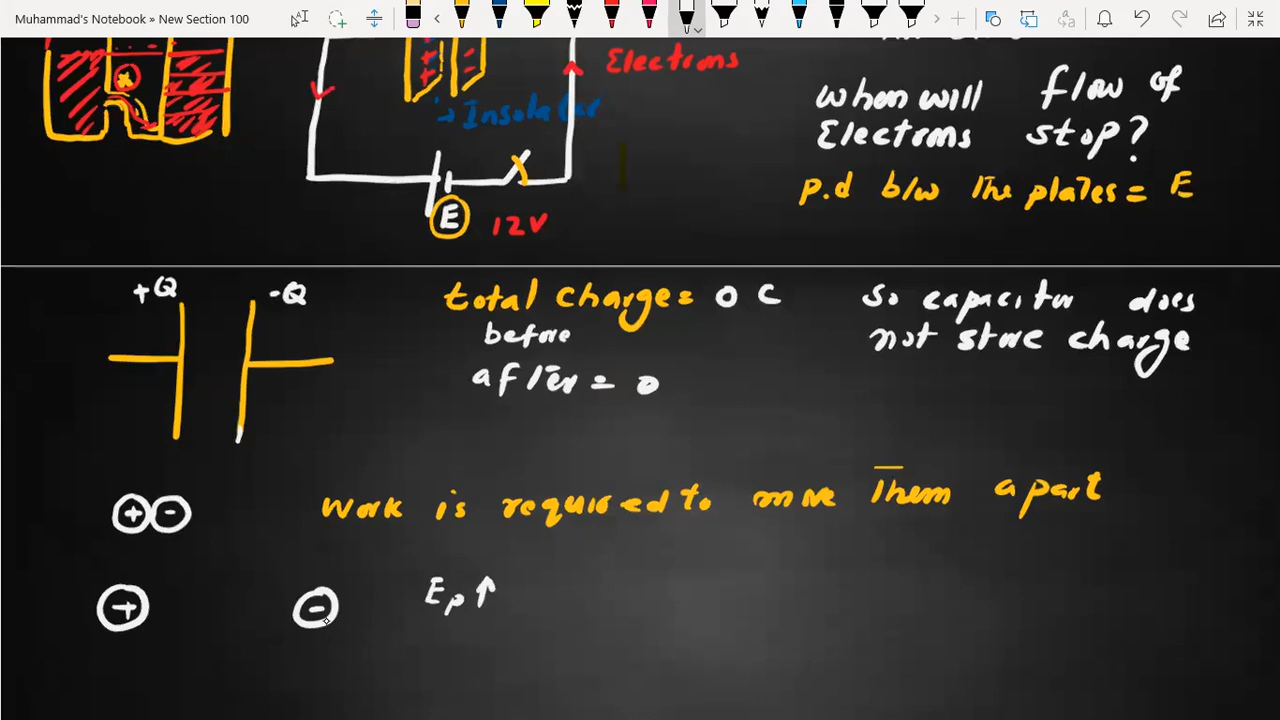 Muhammad's Notebook » New Section 100
Electrons
Insulator
E
12V
when will flow of
Electrons stop?
p.d b/w The plates = E
+Q
-Q
total charge = 0 C
before
after = 0
so capacitor does
not store charge
+ -
work is required to move Them apart
+ -
Ep ↑